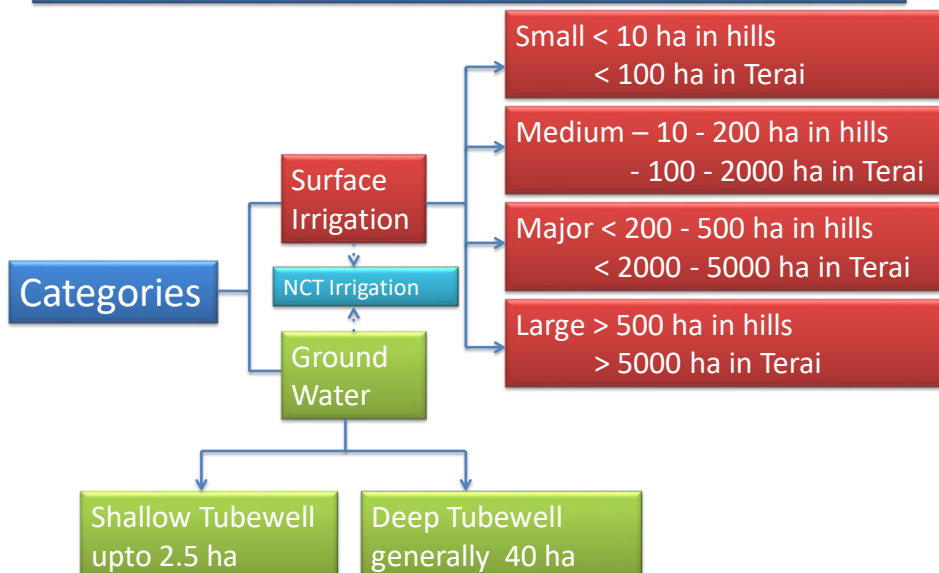 Small < 10 ha in hills
< 100 ha in Terai
Medium – 10 - 200 ha in hills
- 100 - 2000 ha in Terai
Surface
Irrigation
Major < 200 - 500 ha in hills
< 2000 - 5000 ha in Terai
Categories
NCT Irrigation
Large > 500 ha in hills
> 5000 ha in Terai
Ground
Water
Shallow Tubewell
upto 2.5 ha
Deep Tubewell
generally 40 ha